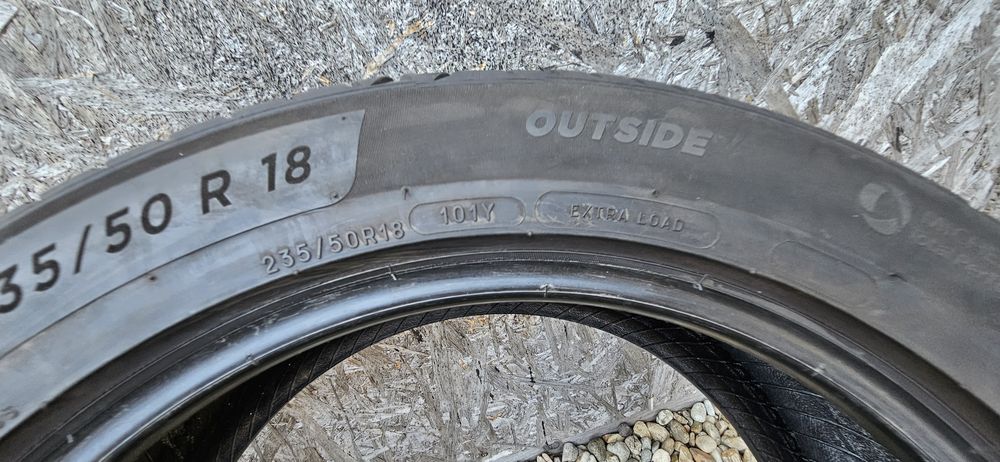 OUTSIDE
35/50 R 18
235/50R18 101Y EXTRA LOAD